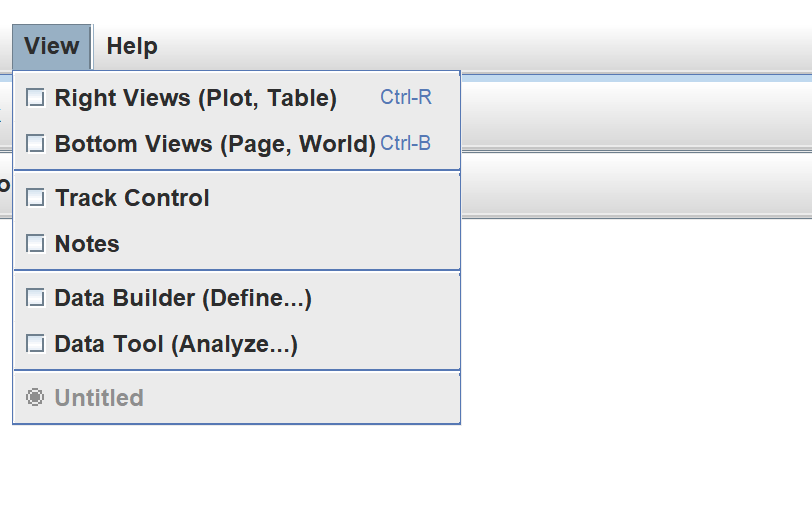 View Help
Right Views (Plot, Table) Ctrl-R
Bottom Views (Page, World) Ctrl-B
Track Control
Notes
Data Builder (Define...)
Data Tool (Analyze...)
Untitled